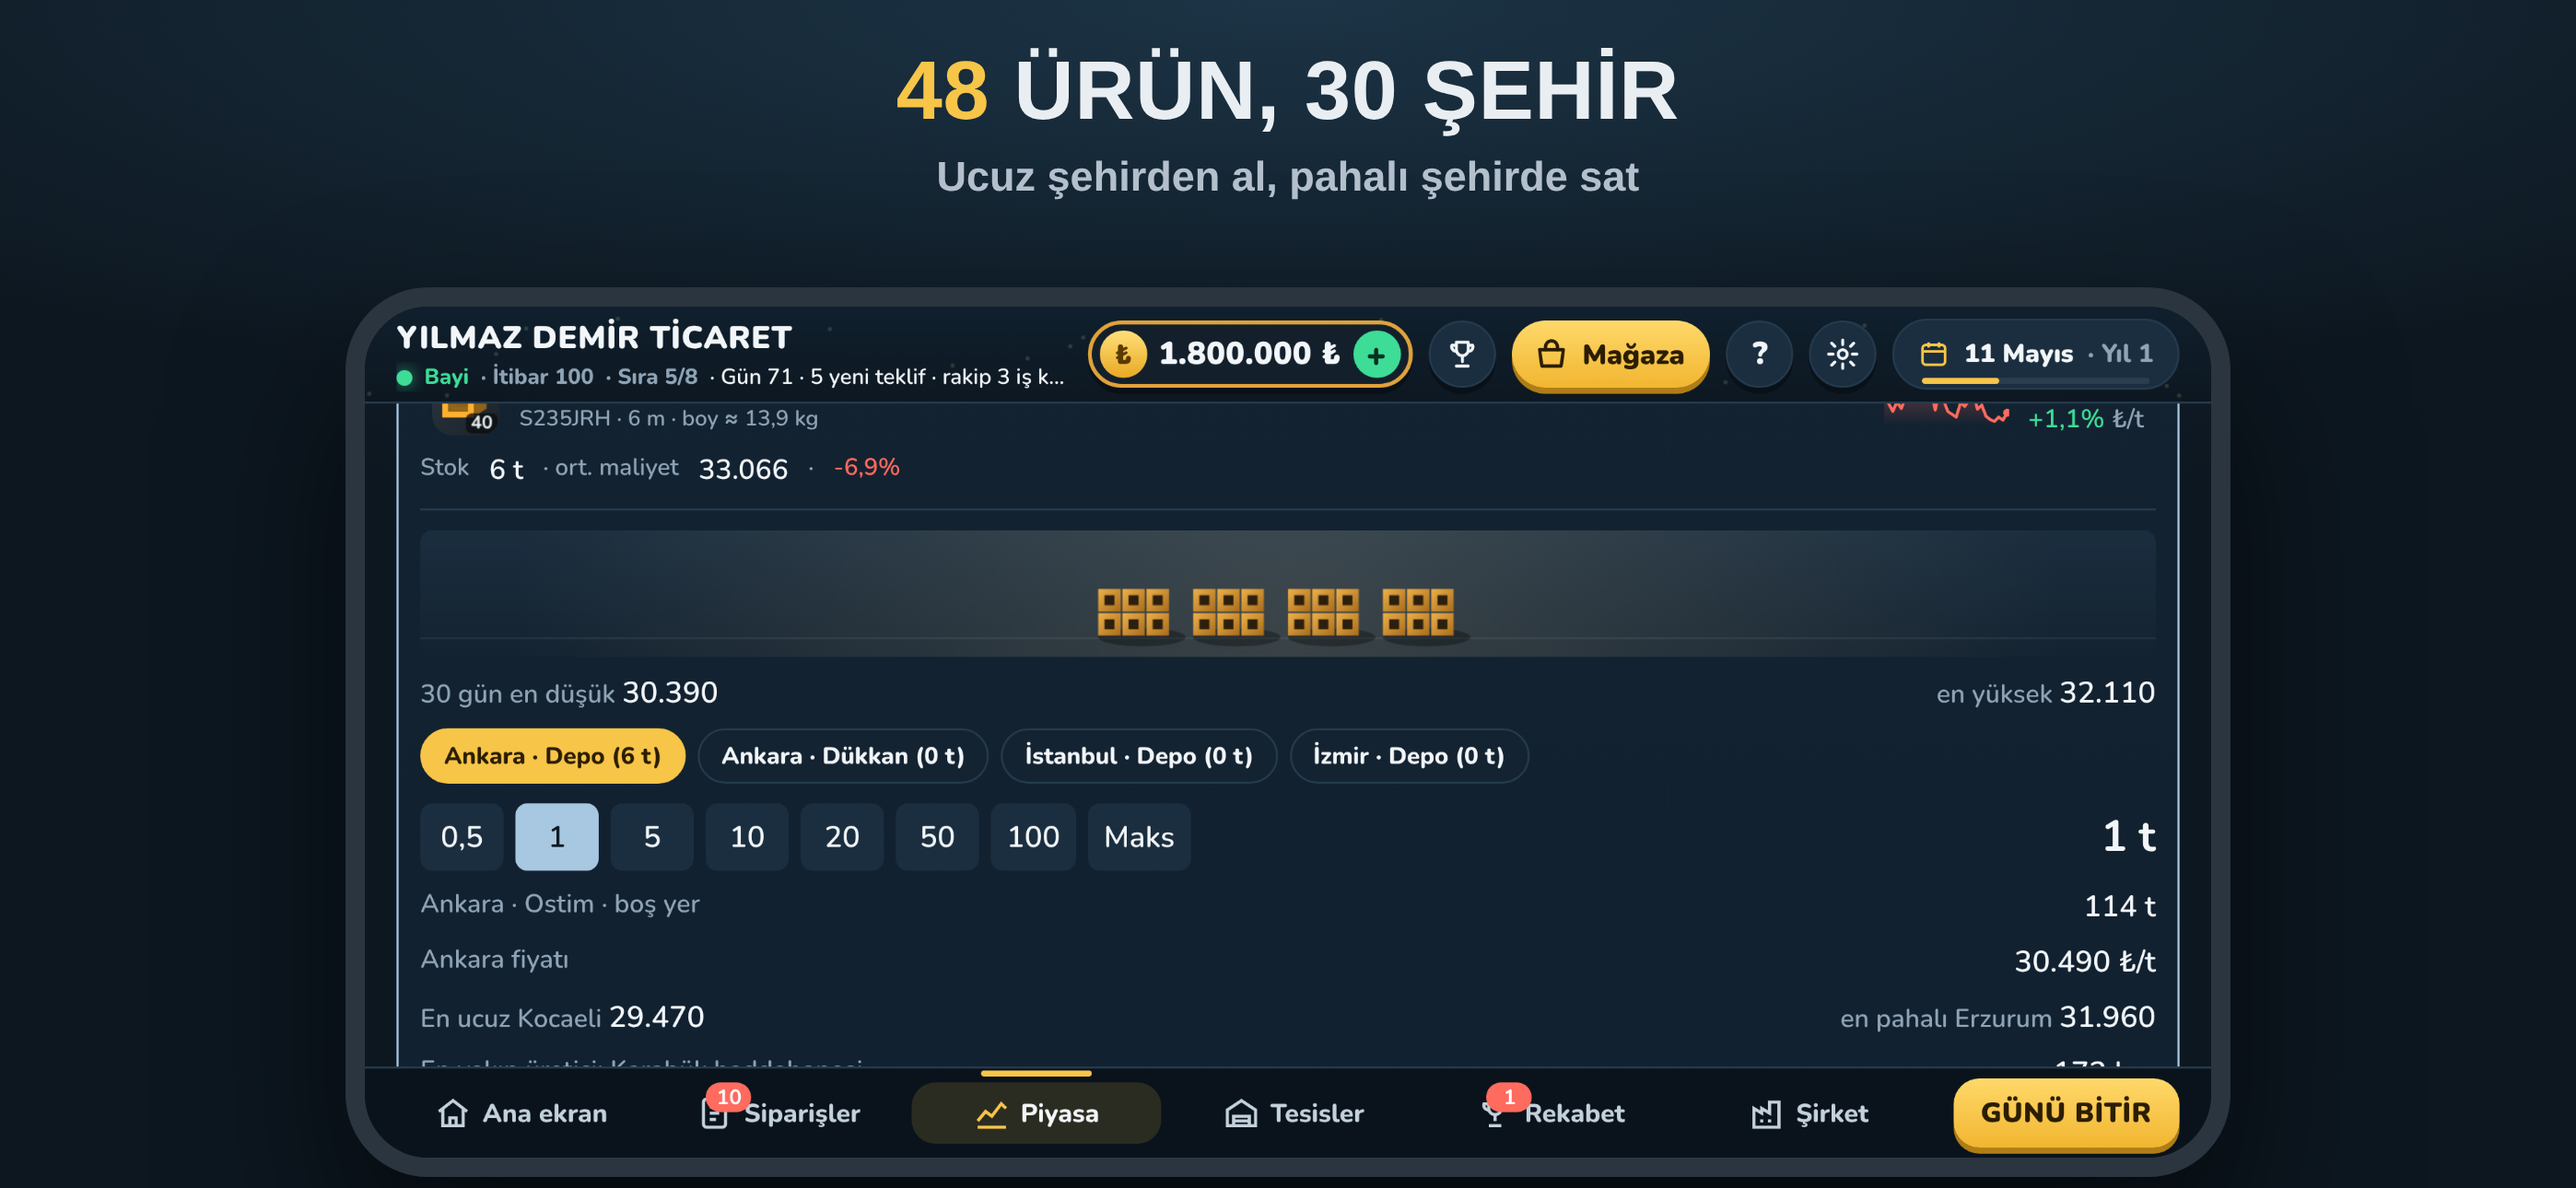 48 ÜRÜN, 30 ŞEHİR
Ucuz şehirden al, pahalı şehirde sat
YILMAZ DEMİR TİCARET
Bayi · İtibar 100 · Sıra 5/8 · Gün 71 · 5 yeni teklif · rakip 3 iş k...
₺ 1.800.000 ₺ +
Mağaza
?
11 Mayıs · Yıl 1
40
S235JRH · 6 m · boy ≈ 13,9 kg
+1,1% ₺/t
Stok 6 t · ort. maliyet 33.066 · -6,9%
30 gün en düşük 30.390
en yüksek 32.110
Ankara · Depo (6 t)
Ankara · Dükkan (0 t)
İstanbul · Depo (0 t)
İzmir · Depo (0 t)
0,5 1 5 10 20 50 100 Maks
1 t
Ankara · Ostim · boş yer
114 t
Ankara fiyatı
30.490 ₺/t
En ucuz Kocaeli 29.470
en pahalı Erzurum 31.960
Ana ekran
10 Siparişler
Piyasa
Tesisler
1 Rekabet
Şirket
GÜNÜ BİTİR